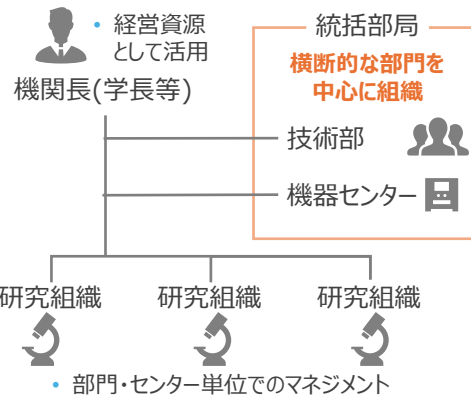 • 経営資源
として活用
機関長(学長等)
統括部局
横断的な部門を
中心に組織
技術部
機器センター
研究組織 研究組織 研究組織
• 部門・センター単位でのマネジメント